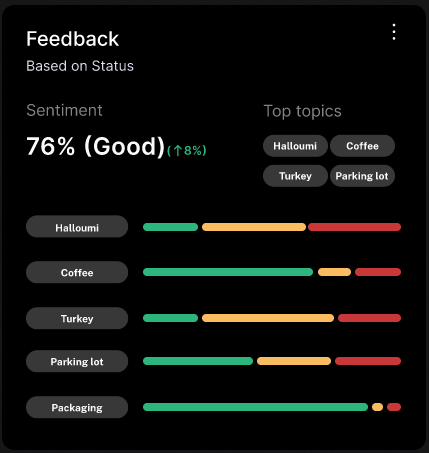 Feedback
Based on Status
Sentiment
76% (Good)(↑8%)
Top topics
Halloumi Coffee
Turkey Parking lot
Halloumi
Coffee
Turkey
Parking lot
Packaging